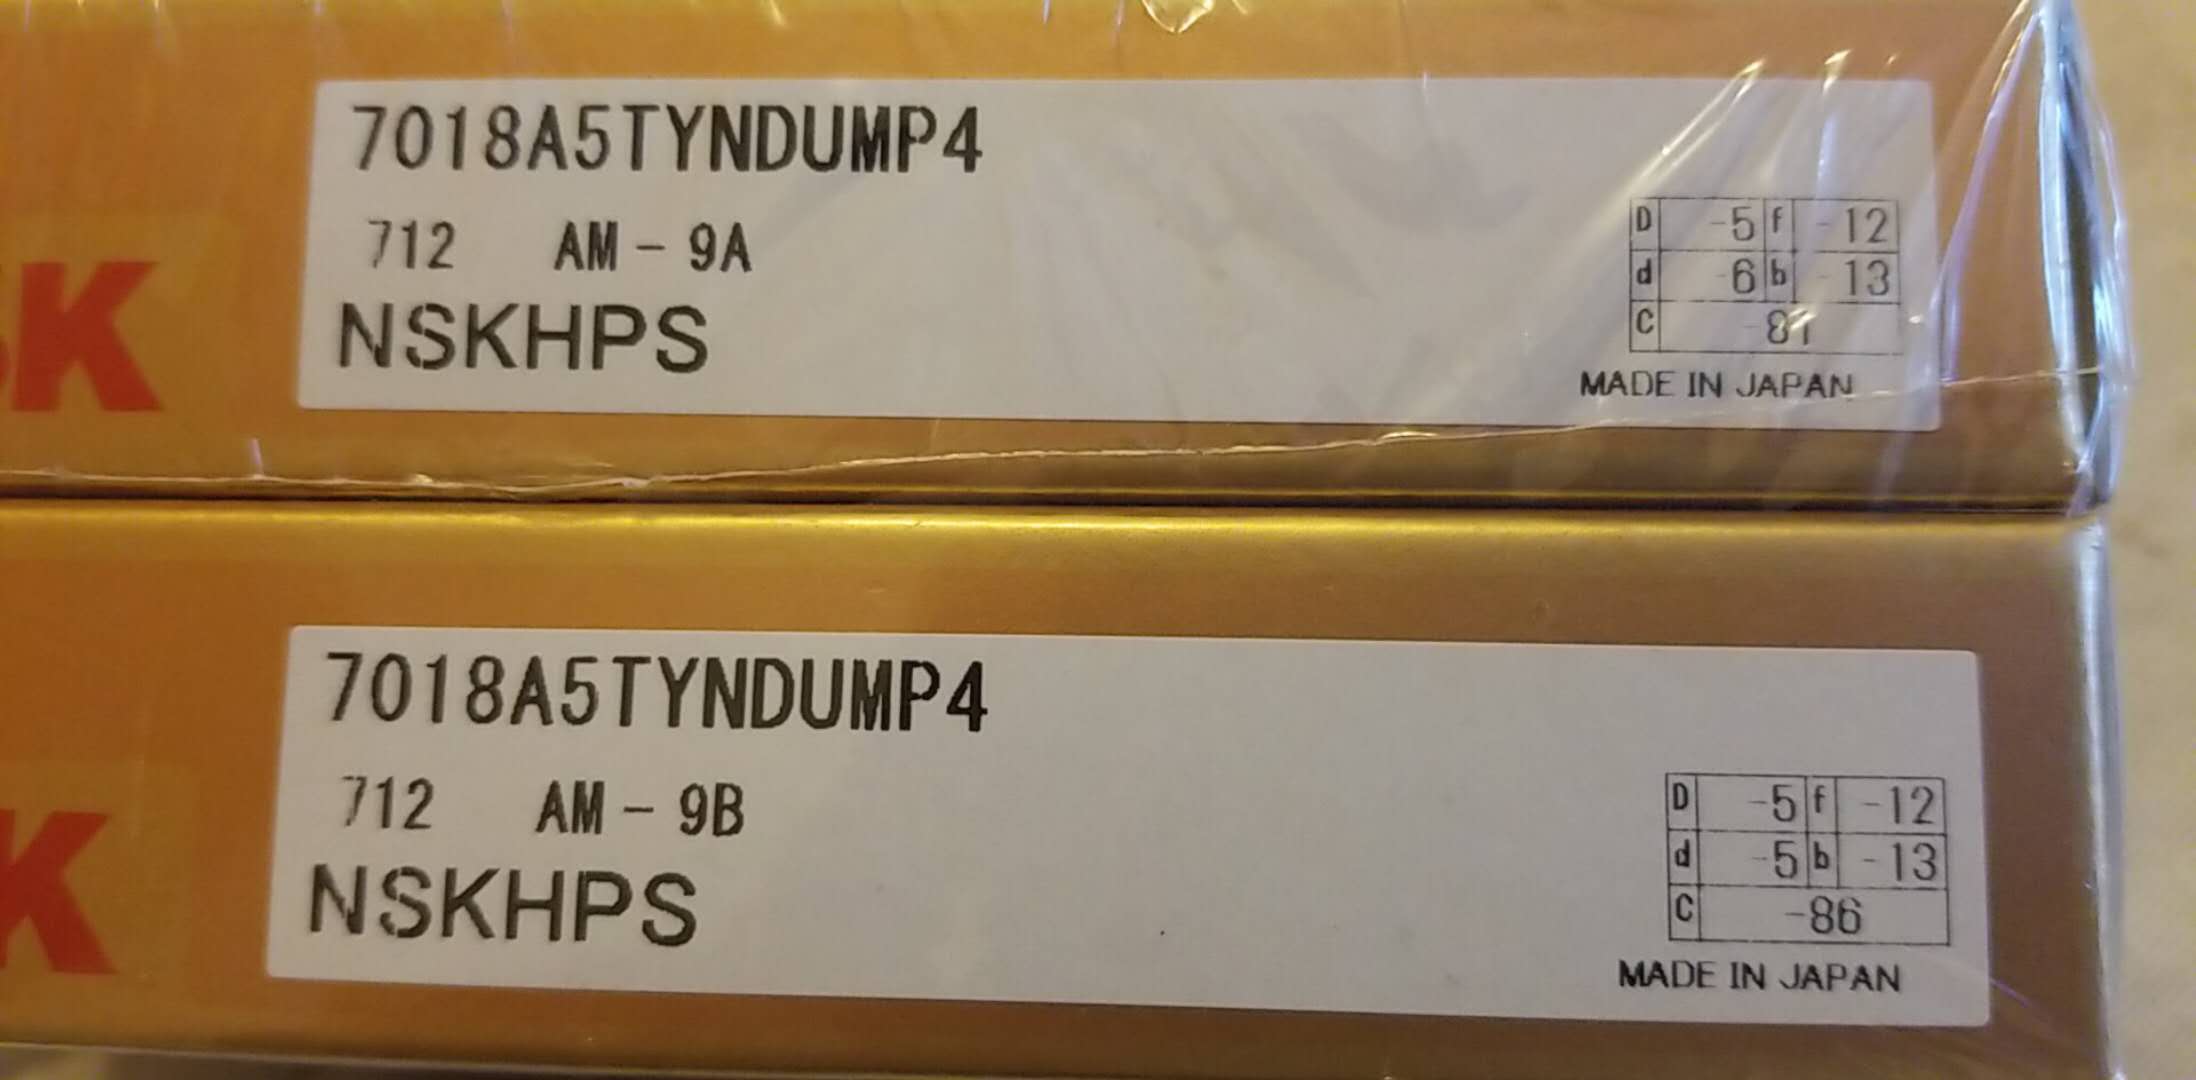 7018A5TYNDUMP4
712 AM-9A
NSKHPS
D -5 f -12
d -6 b -13
C
MADE IN JAPAN
SK
7018A5TYNDUMP4
712 AM-9B
NSKHPS
D -5 f -12
d -5 b -13
C -86
MADE IN JAPAN
K